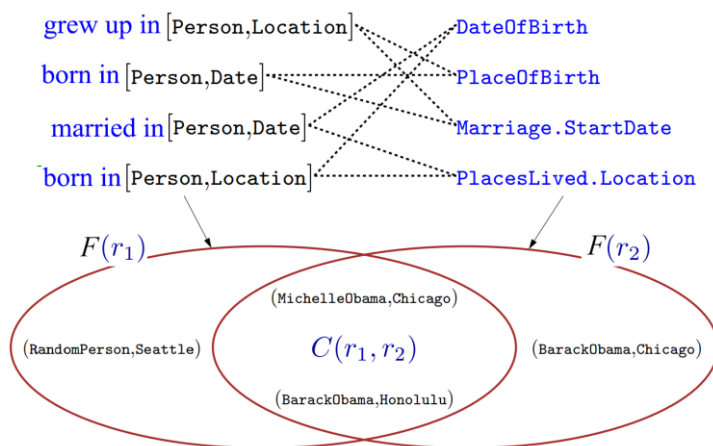 grew up in[Person,Location] DateOfBirth
born in[Person,Date] PlaceOfBirth
married in[Person,Date] Marriage.StartDate
born in[Person,Location] PlacesLived.Location
F(r₁) F(r₂)
(MichelleObama,Chicago)
(RandomPerson,Seattle) C(r₁, r₂) (BarackObama,Chicago)
(BarackObama,Honolulu)